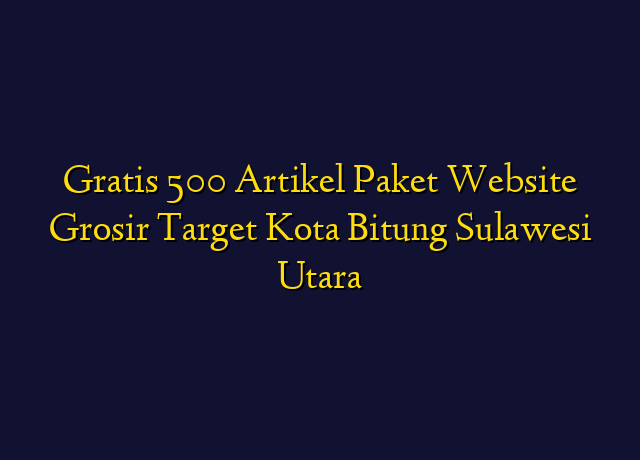 Gratis 500 Artikel Paket Website
Grosir Target Kota Bitung Sulawesi
Utara